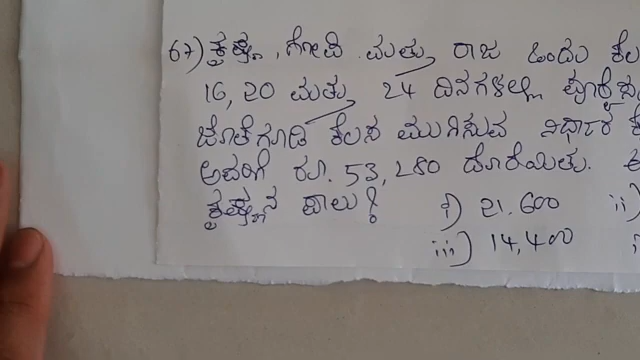 67) ಕೃಷ್ಣ, ಗೋಪಿ ಮತ್ತು ರಾಜ ಒಂದು ಕೆಲ
16, 20 ಮತ್ತು 24 ದಿನಗಳಲ್ಲಿ ಪೂರ್ಣ
ಜೊತೆಗೂಡಿ ಕೆಲಸ ಮುಗಿಸುವ ನಿರ್ಧಾರ ಕೈ
ಅವರಿಗೆ ರೂ. 53,280 ದೊರೆಯಿತು.
ಕೃಷ್ಣನ ಪಾಲು? i) 21,600 ii)
iii) 14,400